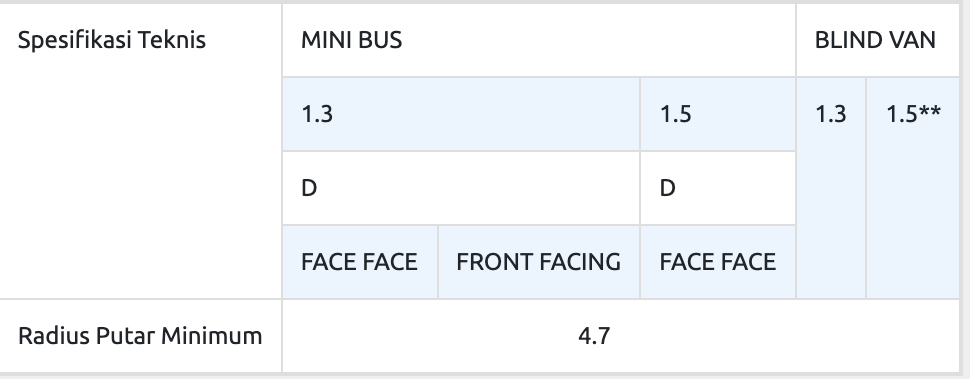 Spesifikasi Teknis MINI BUS BLIND VAN
1.3 1.5 1.3 1.5**
D D
FACE FACE FRONT FACING FACE FACE
Radius Putar Minimum 4.7